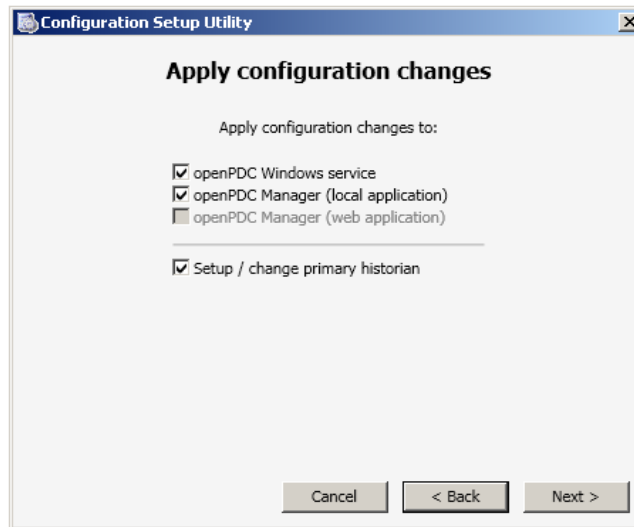 Configuration Setup Utility
Apply configuration changes
Apply configuration changes to:
openPDC Windows service
openPDC Manager (local application)
openPDC Manager (web application)
Setup / change primary historian
Cancel
< Back
Next >